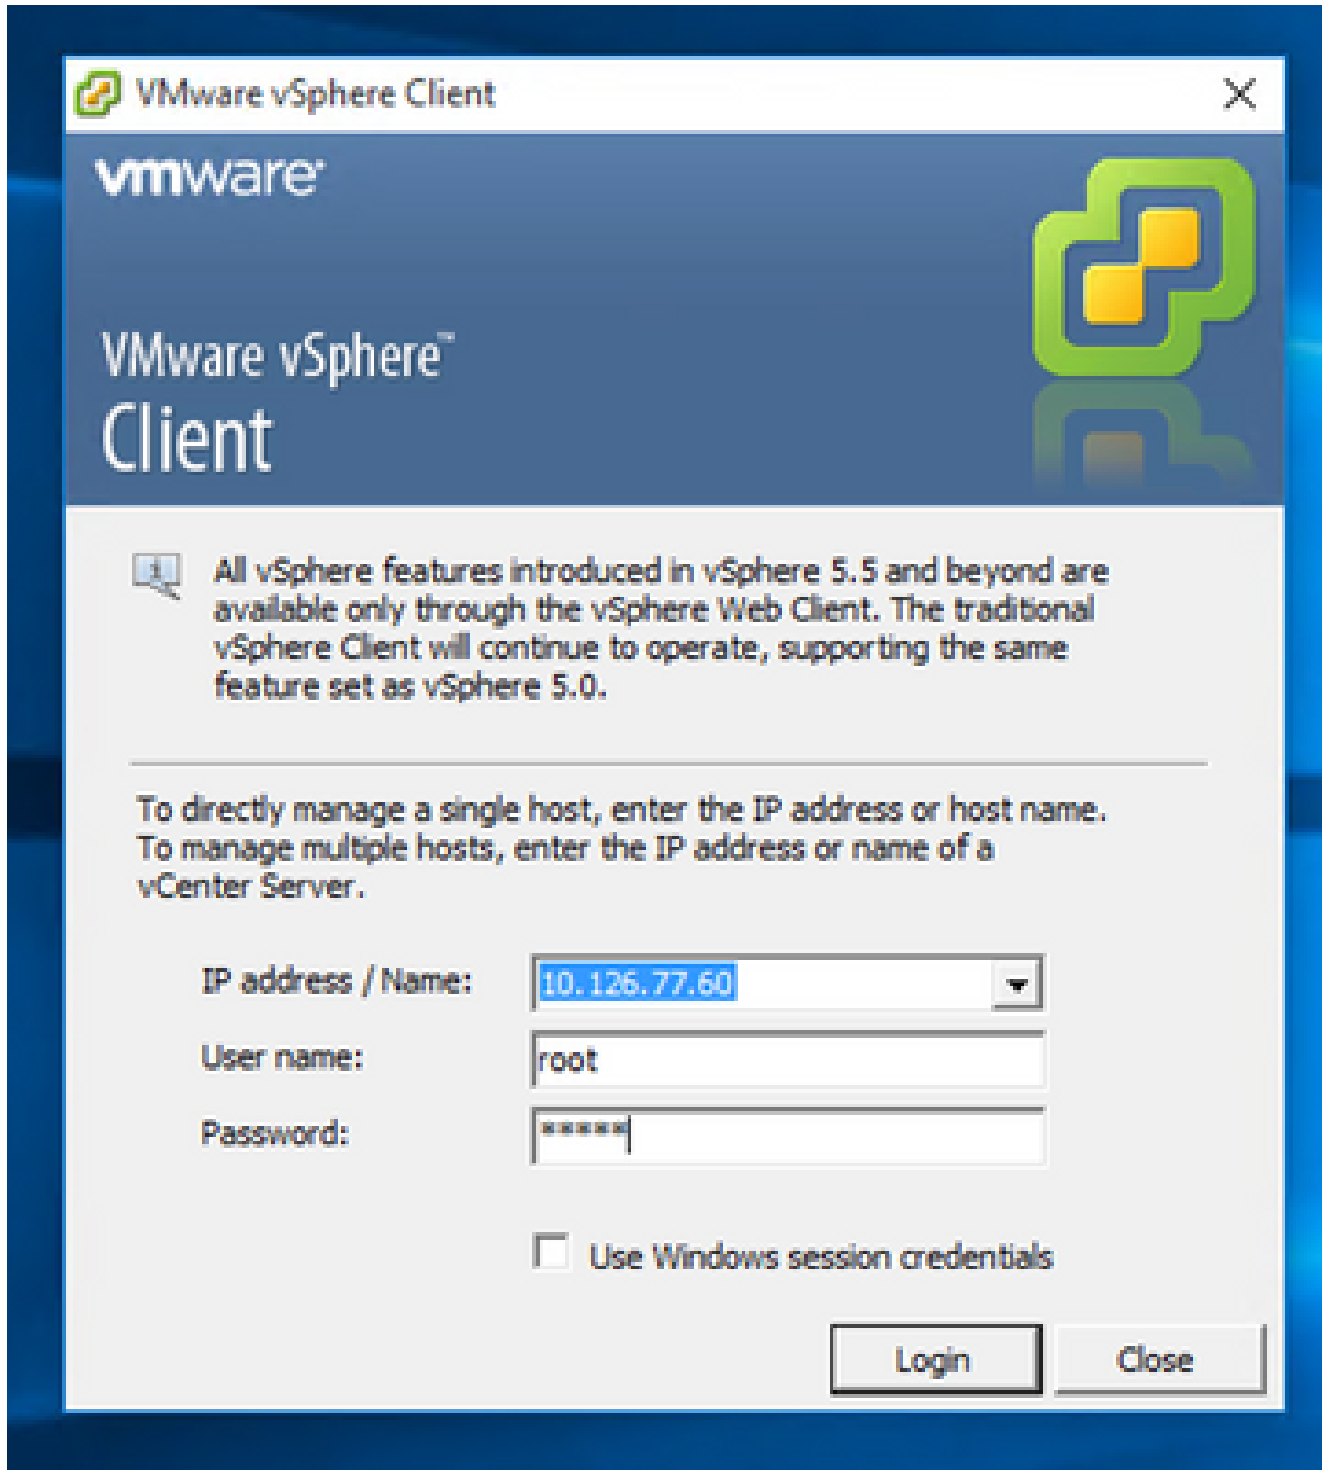 VMware vSphere Client
vmware
VMware vSphere™
Client
All vSphere features introduced in vSphere 5.5 and beyond are
available only through the vSphere Web Client. The traditional
vSphere Client will continue to operate, supporting the same
feature set as vSphere 5.0.
To directly manage a single host, enter the IP address or host name.
To manage multiple hosts, enter the IP address or name of a
vCenter Server.
IP address / Name: 10.126.77.60
User name: root
Password: *****
Use Windows session credentials
Login Close